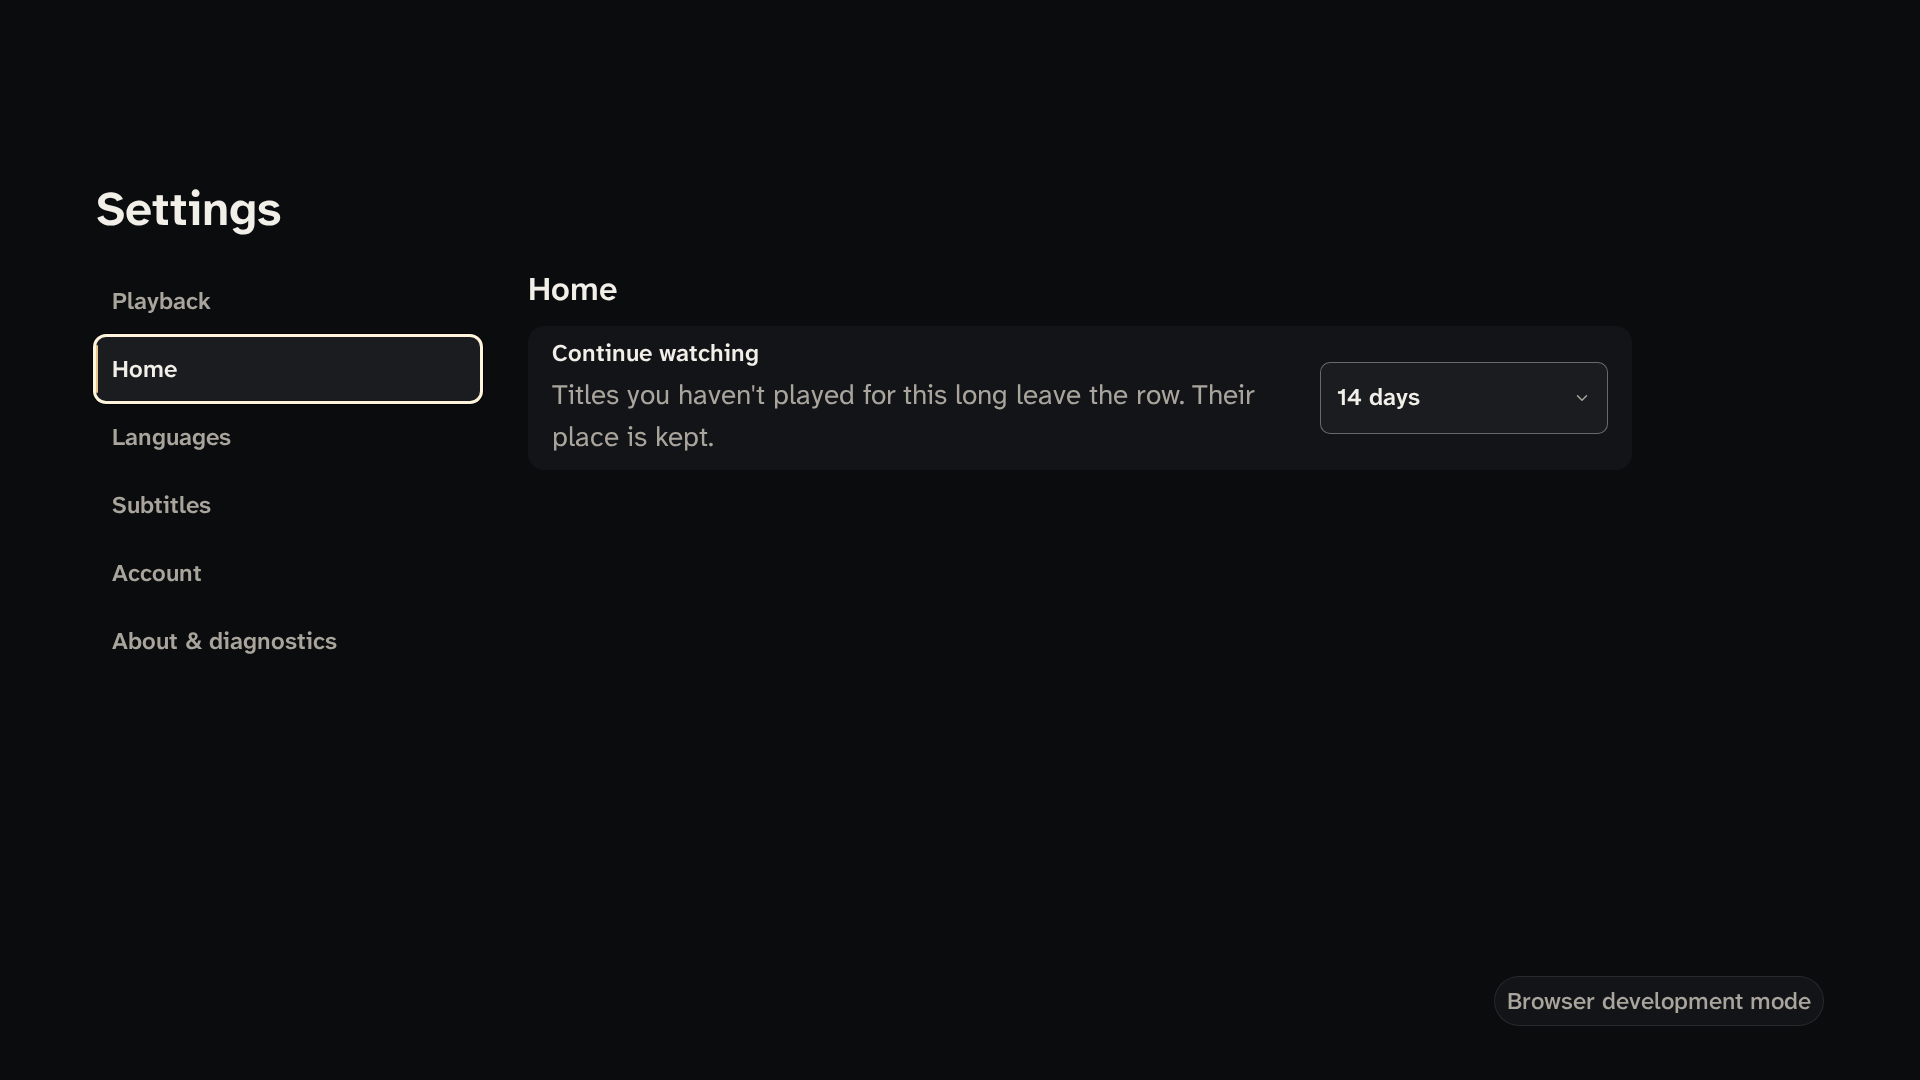 Settings
Playback
Home
Languages
Subtitles
Account
About & diagnostics
Home
Continue watching
Titles you haven't played for this long leave the row. Their
place is kept.
14 days
Browser development mode